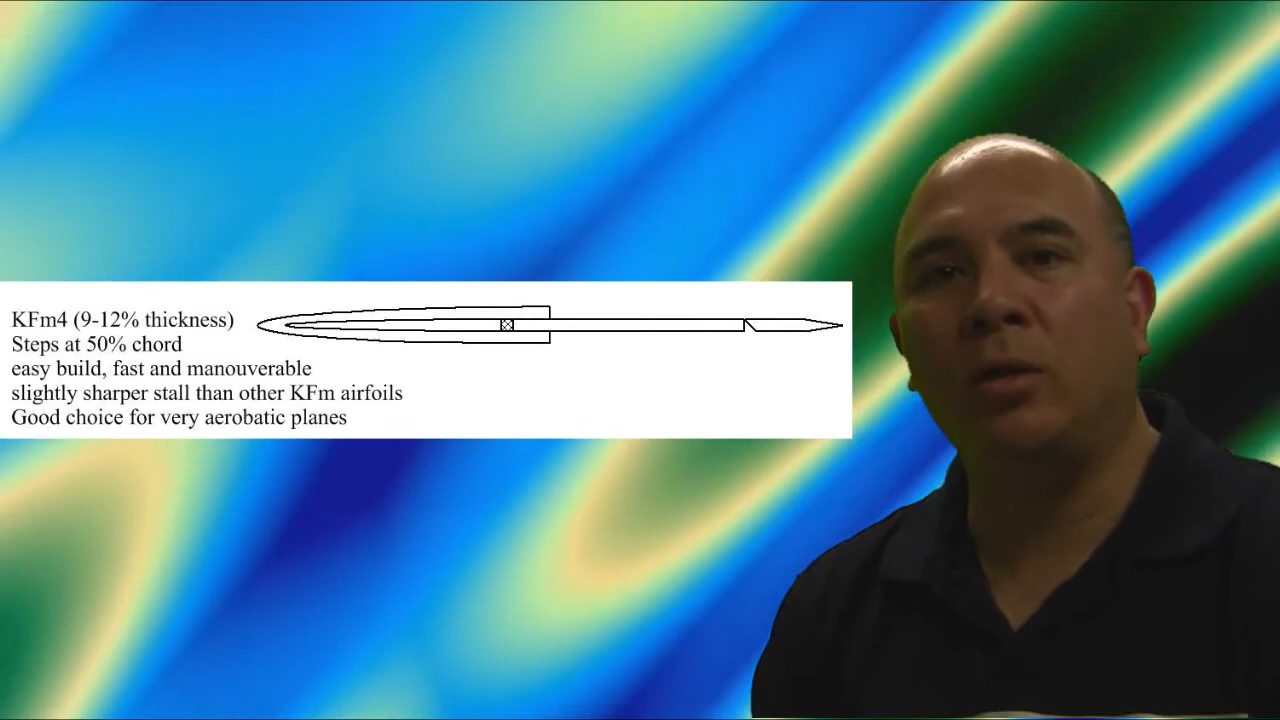 KFm4 (9-12% thickness)
Steps at 50% chord
easy build, fast and manouverable
slightly sharper stall than other KFm airfoils
Good choice for very aerobatic planes